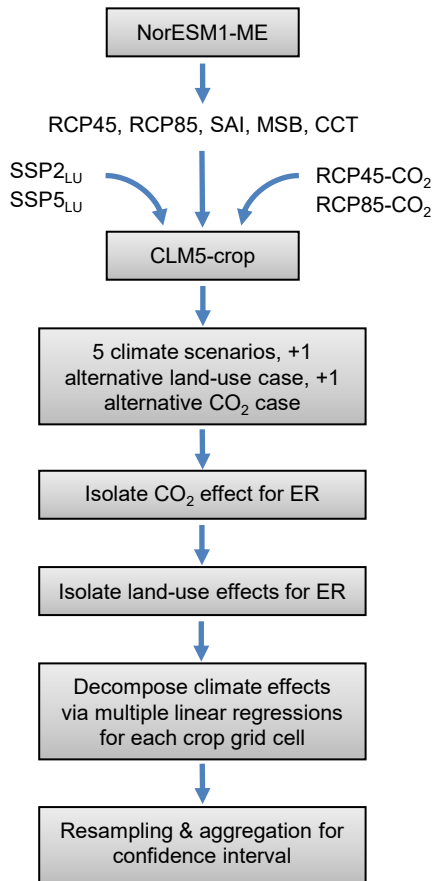 NorESM1-ME
RCP45, RCP85, SAI, MSB, CCT
SSP2LU
SSP5LU
RCP45-CO2
RCP85-CO2
CLM5-crop
5 climate scenarios, +1
alternative land-use case, +1
alternative CO2 case
Isolate CO2 effect for ER
Isolate land-use effects for ER
Decompose climate effects
via multiple linear regressions
for each crop grid cell
Resampling & aggregation for
confidence interval